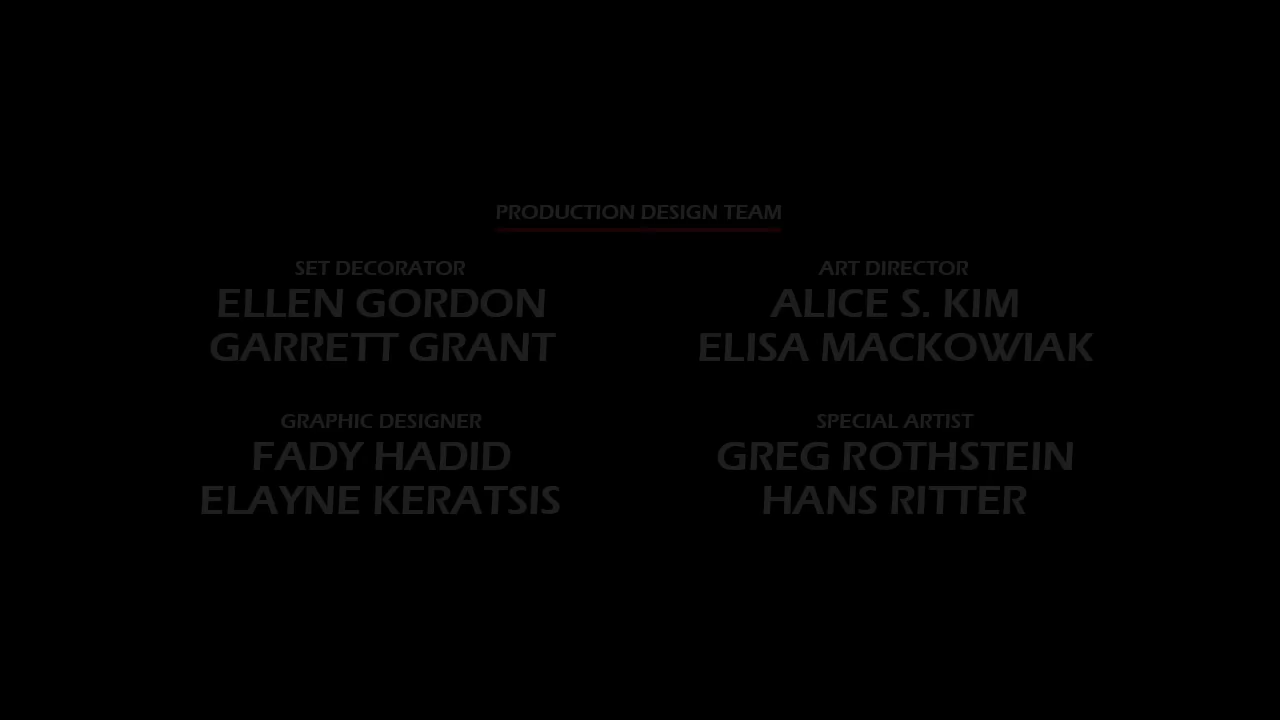 PRODUCTION DESIGN TEAM
SET DECORATOR
ELLEN GORDON
GARRETT GRANT
ART DIRECTOR
ALICE S. KIM
ELISA MACKOWIAK
GRAPHIC DESIGNER
FADY HADID
ELAYNE KERATSIS
SPECIAL ARTIST
GREG ROTHSTEIN
HANS RITTER